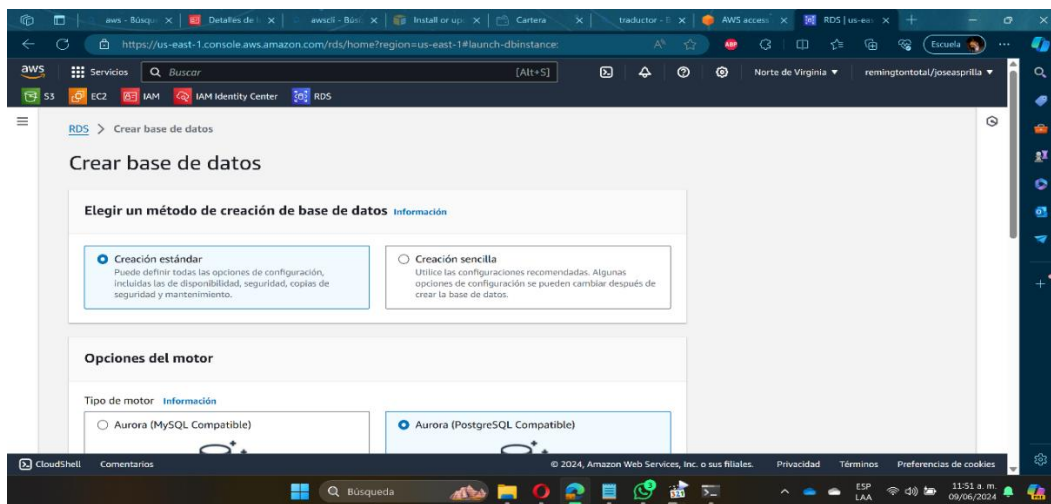 aws - Búsqu
Detalles de l
awscli - Búsc
Install or up
Cartera
traductor - B
AWS access
RDS | us-eas
https://us-east-1.console.aws.amazon.com/rds/home?region=us-east-1#launch-dbinstance:
Escuela
aws
Servicios
Buscar
[Alt+S]
Norte de Virginia
remingtontotal/joseasprilla
S3
EC2
IAM
IAM Identity Center
RDS
RDS > Crear base de datos
Crear base de datos
Elegir un método de creación de base de datos Información
Creación estándar
Puede definir todas las opciones de configuración,
incluidas las de disponibilidad, seguridad, copias de
seguridad y mantenimiento.
Creación sencilla
Utilice las configuraciones recomendadas. Algunas
opciones de configuración se pueden cambiar después de
crear la base de datos.
Opciones del motor
Tipo de motor Información
Aurora (MySQL Compatible)
Aurora (PostgreSQL Compatible)
CloudShell
Comentarios
© 2024, Amazon Web Services, Inc. o sus filiales.
Privacidad
Términos
Preferencias de cookies
Búsqueda
ESP
LAA
11:51 a. m.
09/06/2024